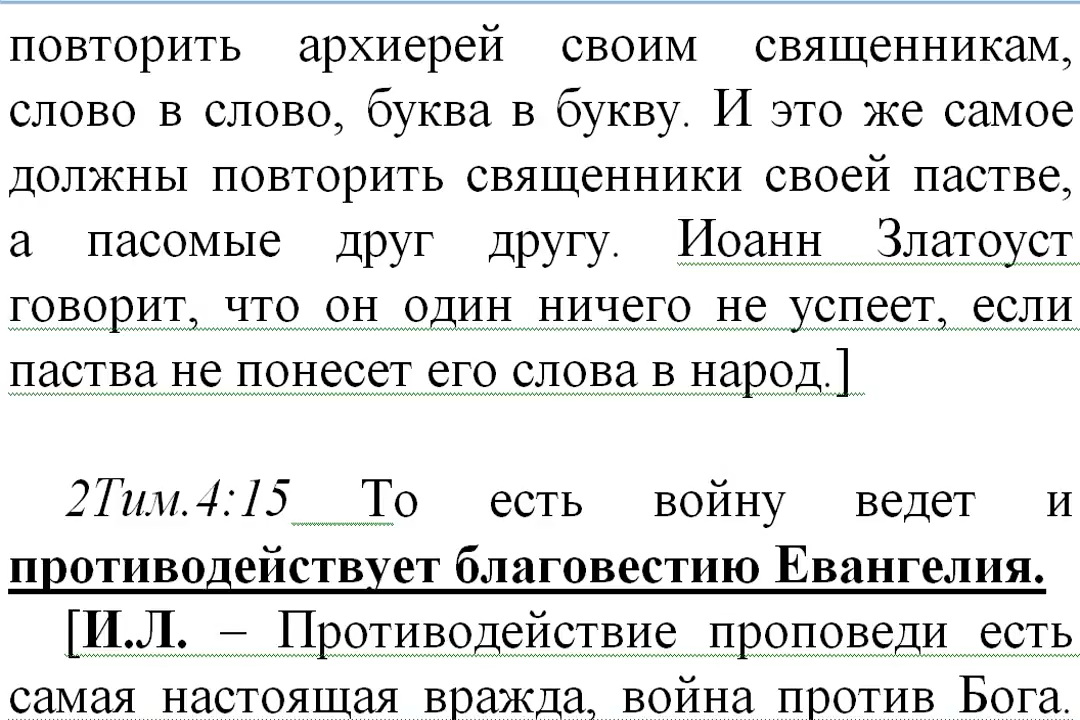 повторить архиерей своим священникам,
слово в слово, буква в букву. И это же самое
должны повторить священники своей пастве,
а пасомые друг другу. Иоанн Златоуст
говорит, что он один ничего не успеет, если
паства не понесет его слова в народ.]
2Тим.4:15 То есть войну ведет и
противодействует благовестию Евангелия.
[И.Л. – Противодействие проповеди есть
самая настоящая вражда, война против Бога.